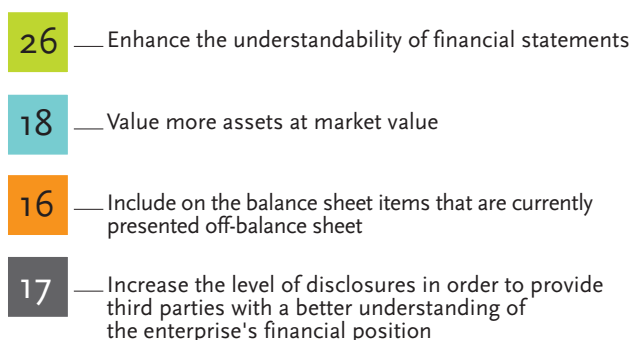 26
Enhance the understandability of financial statements
18
Value more assets at market value
16
Include on the balance sheet items that are currently
presented off-balance sheet
17
Increase the level of disclosures in order to provide
third parties with a better understanding of
the enterprise's financial position